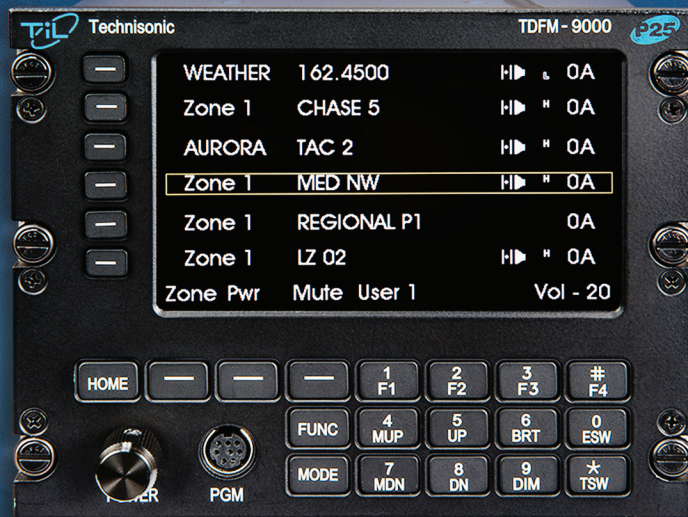 TiL Technisonic TDFM-9000 P25
WEATHER 162.4500 L 0A
Zone 1 CHASE 5 H 0A
AURORA TAC 2 H 0A
Zone 1 MED NW H 0A
Zone 1 REGIONAL P1 0A
Zone 1 LZ 02 H 0A
Zone Pwr Mute User 1 Vol - 20
HOME 1 F1 2 F2 3 F3 # F4
FUNC 4 MUP 5 UP 6 BRT 0 ESW
MODE 7 MDN 8 DN 9 DIM * TSW
POWER PGM